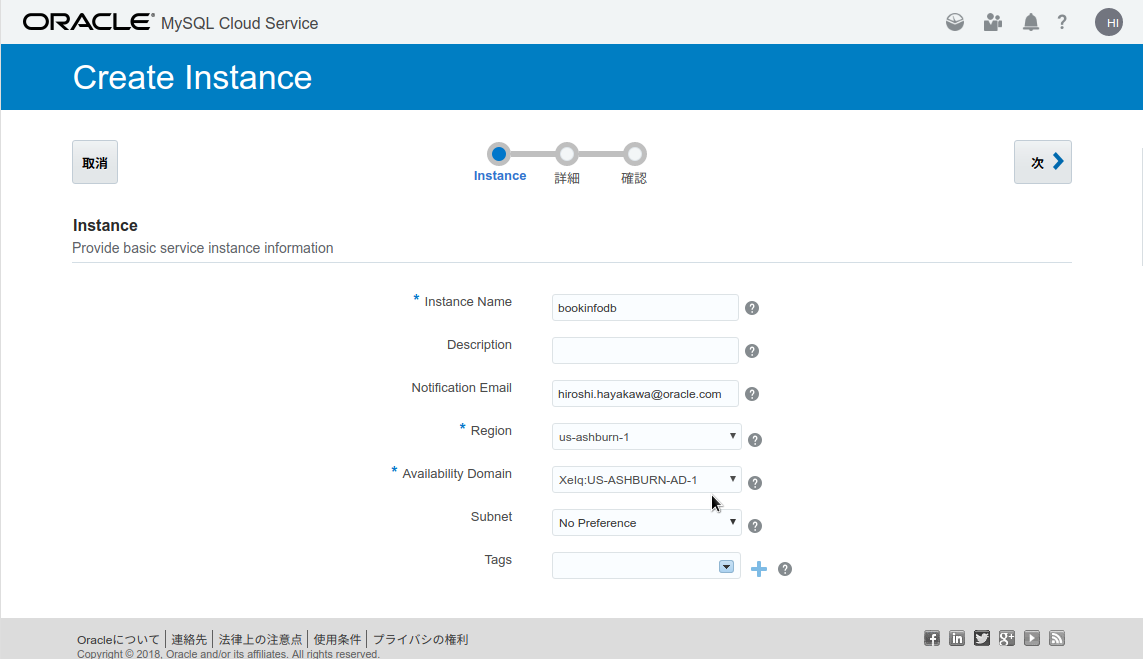 ORACLE® MySQL Cloud Service
? HI
Create Instance
取消
Instance 詳細 確認
次
Instance
Provide basic service instance information
* Instance Name bookinfodb ?
Description ?
Notification Email hiroshi.hayakawa@oracle.com ?
* Region us-ashburn-1 ?
* Availability Domain Xelq:US-ASHBURN-AD-1 ?
Subnet No Preference ?
Tags ?
Oracleについて 連絡先 法律上の注意点 使用条件 プライバシの権利
Copyright © 2018, Oracle and/or its affiliates. All rights reserved.